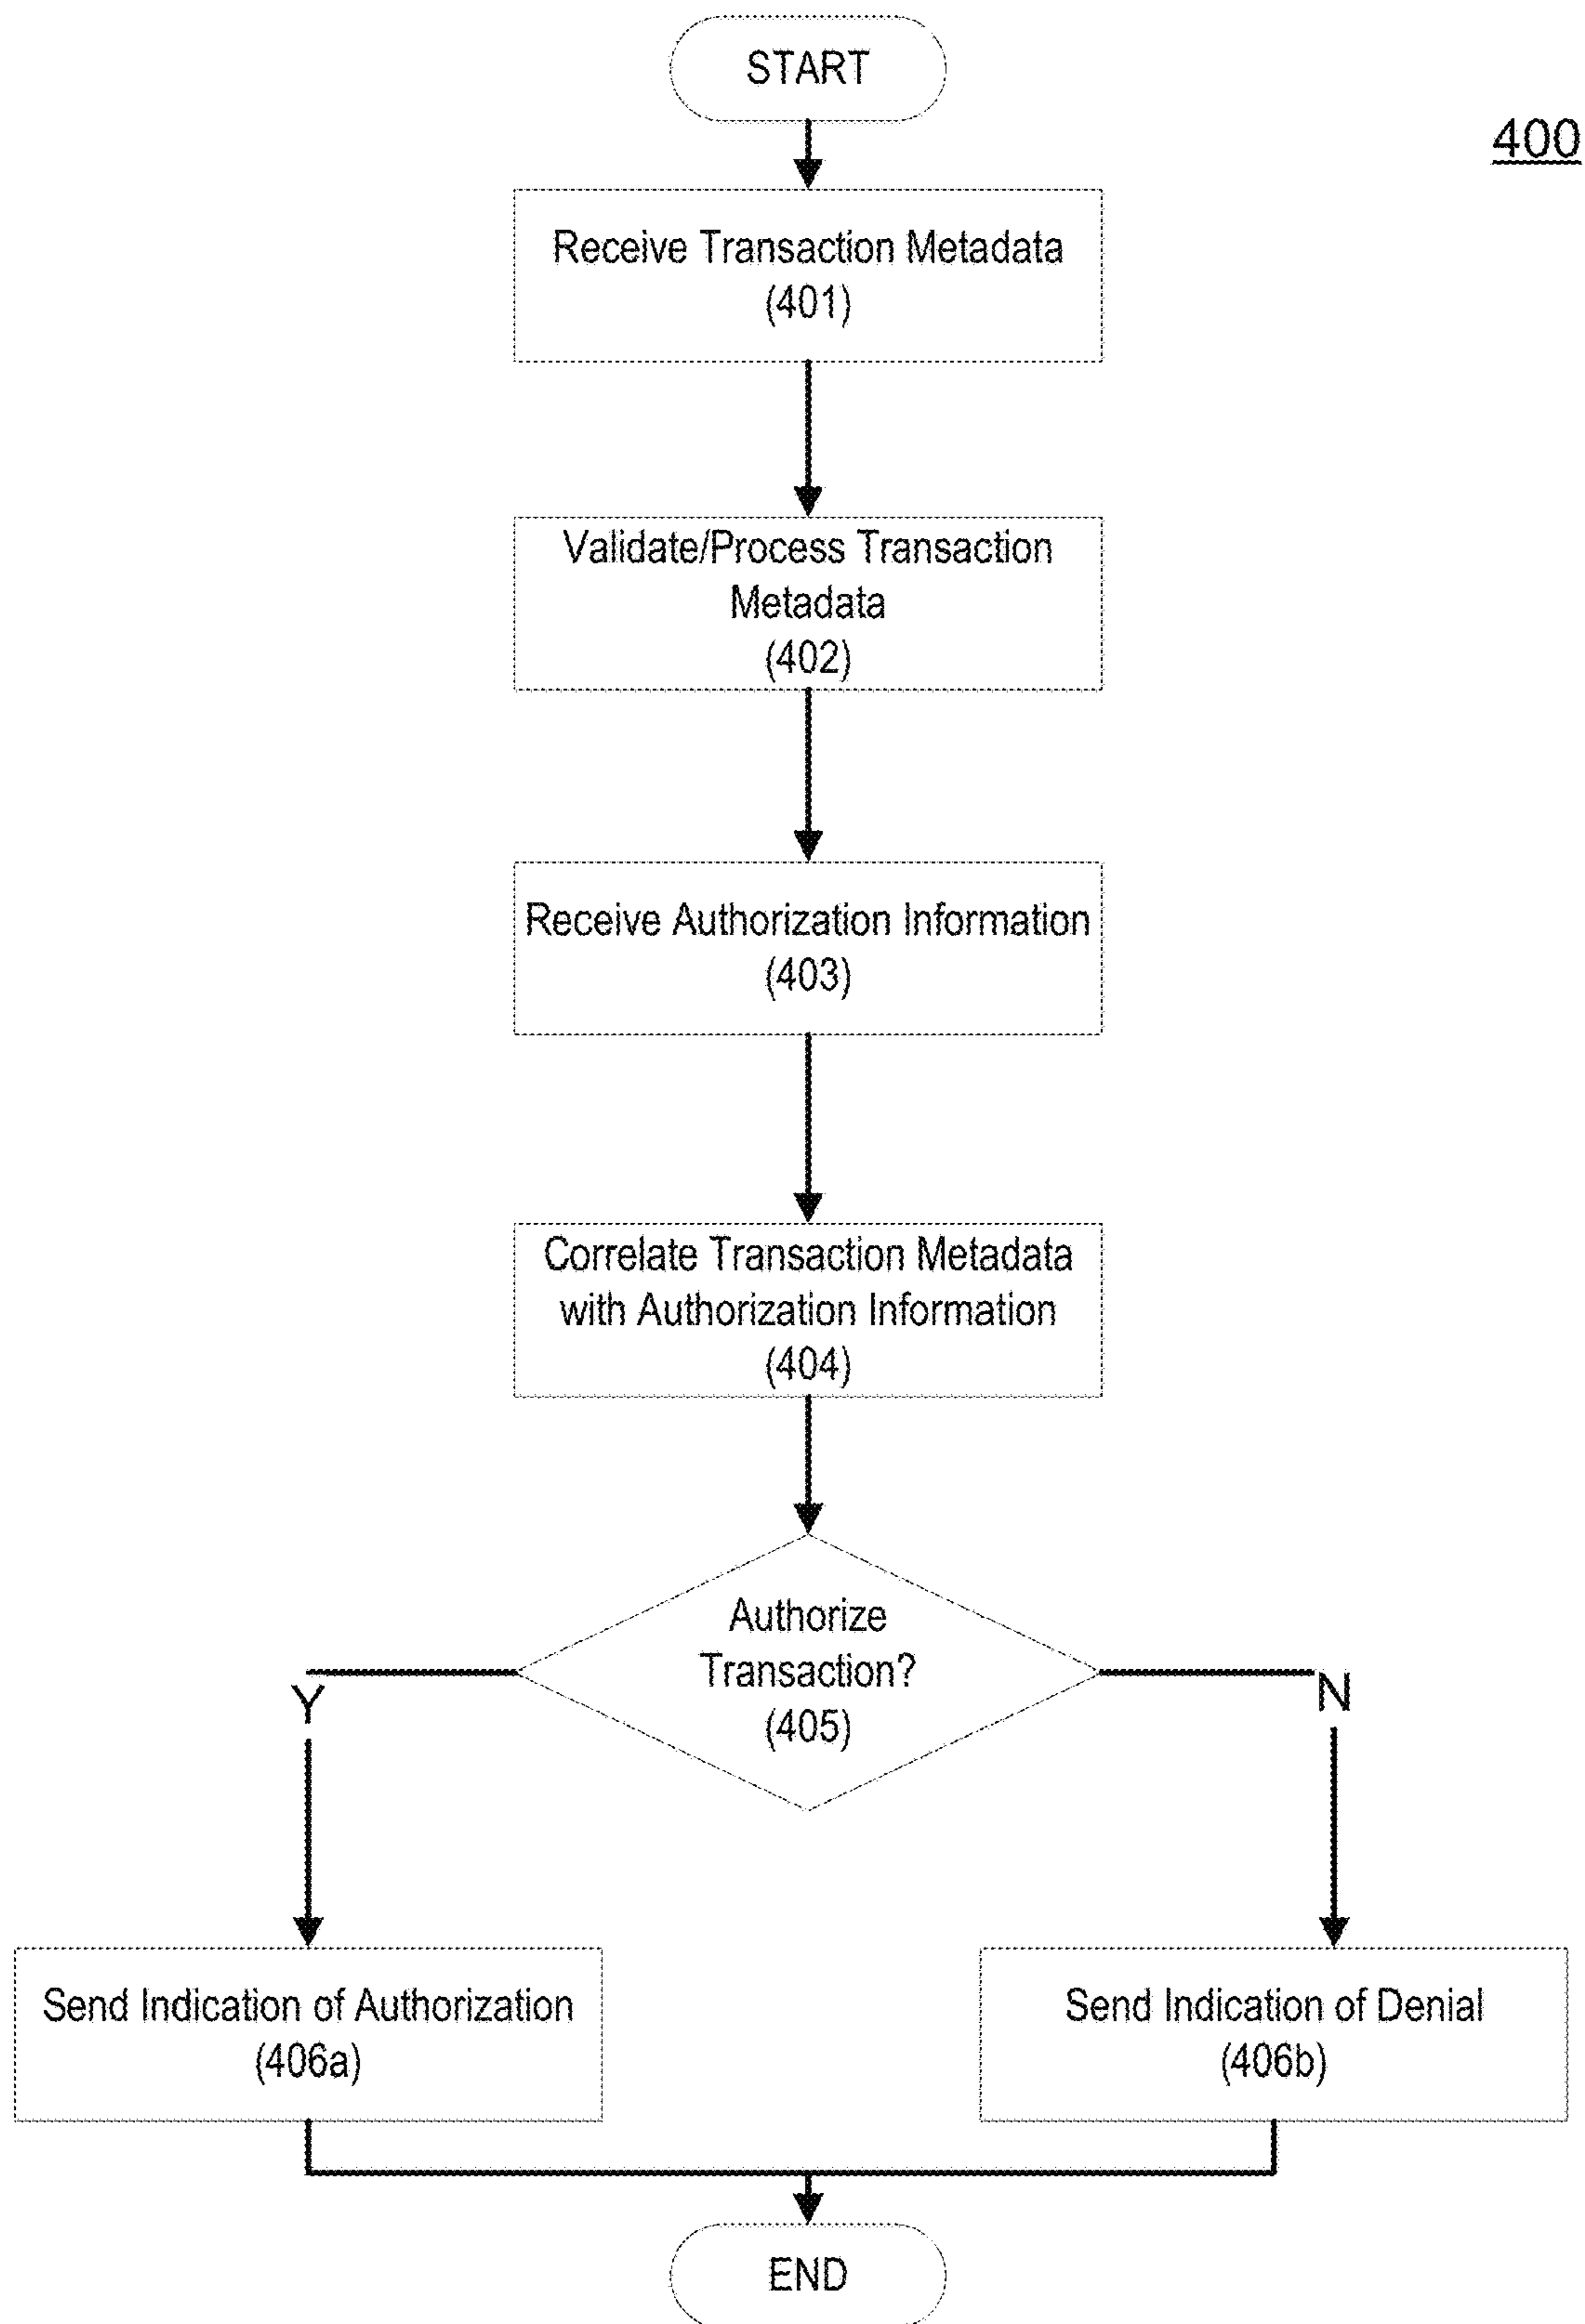 START
400
Receive Transaction Metadata
(401)
Validate/Process Transaction
Metadata
(402)
Receive Authorization Information
(403)
Correlate Transaction Metadata
with Authorization Information
(404)
Authorize
Transaction?
(405)
Y
N
Send Indication of Authorization
(406a)
Send Indication of Denial
(406b)
END